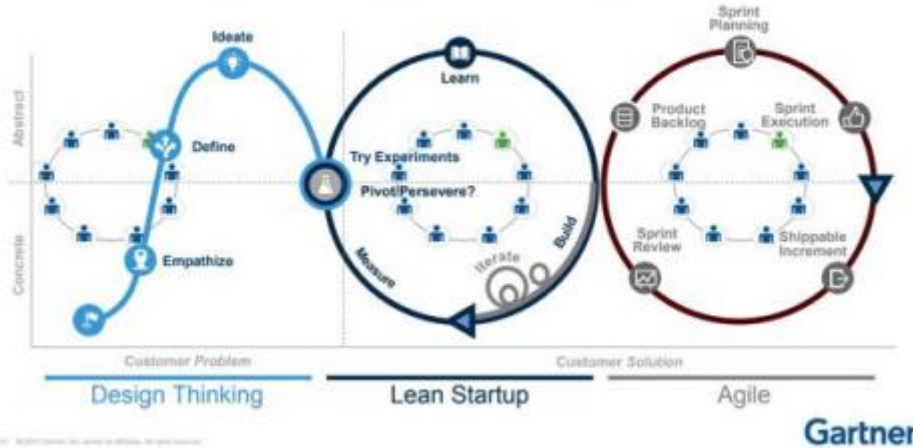 Sprint
Planning
Ideate
Learn
Abstract
Product
Backlog
Sprint
Execution
Define
Try Experiments
Pivot/Persevere?
Concrete
Empathize
Measure
Iterate
Build
Sprint
Review
Shippable
Increment
Customer Problem
Customer Solution
Design Thinking
Lean Startup
Agile
Gartner